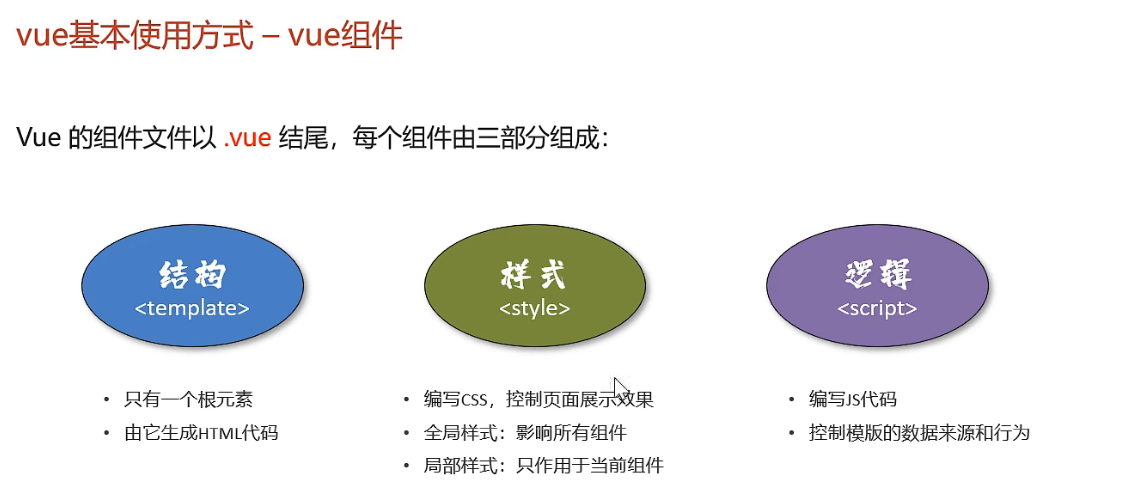 vue基本使用方式 – vue组件
Vue 的组件文件以 .vue 结尾，每个组件由三部分组成：
结构
<template>
样式
<style>
逻辑
<script>
• 只有一个根元素
• 由它生成HTML代码
• 编写CSS，控制页面展示效果
• 全局样式：影响所有组件
• 局部样式：只作用于当前组件
• 编写JS代码
• 控制模版的数据来源和行为